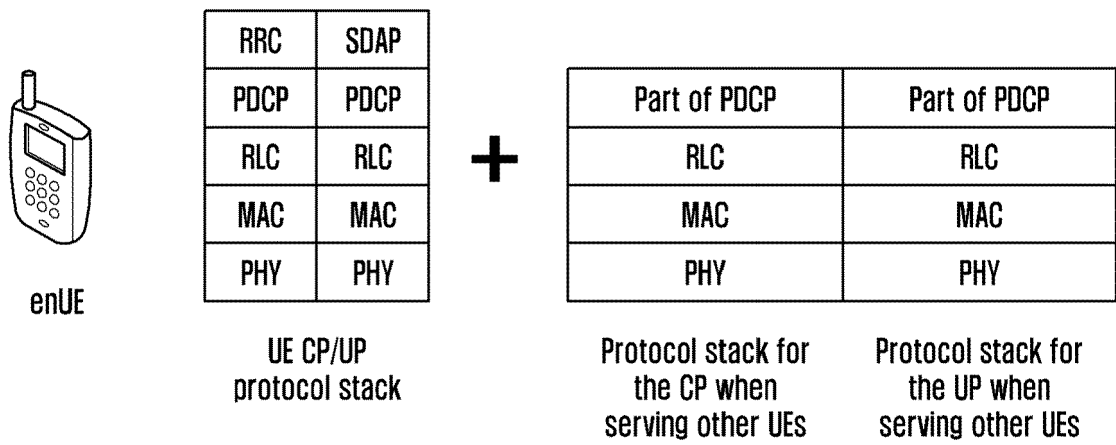 RRC SDAP
PDCP PDCP Part of PDCP Part of PDCP
RLC RLC + RLC RLC
MAC MAC MAC MAC
PHY PHY PHY PHY
enUE
UE CP/UP Protocol stack for Protocol stack for
protocol stack the CP when the UP when
serving other UEs serving other UEs